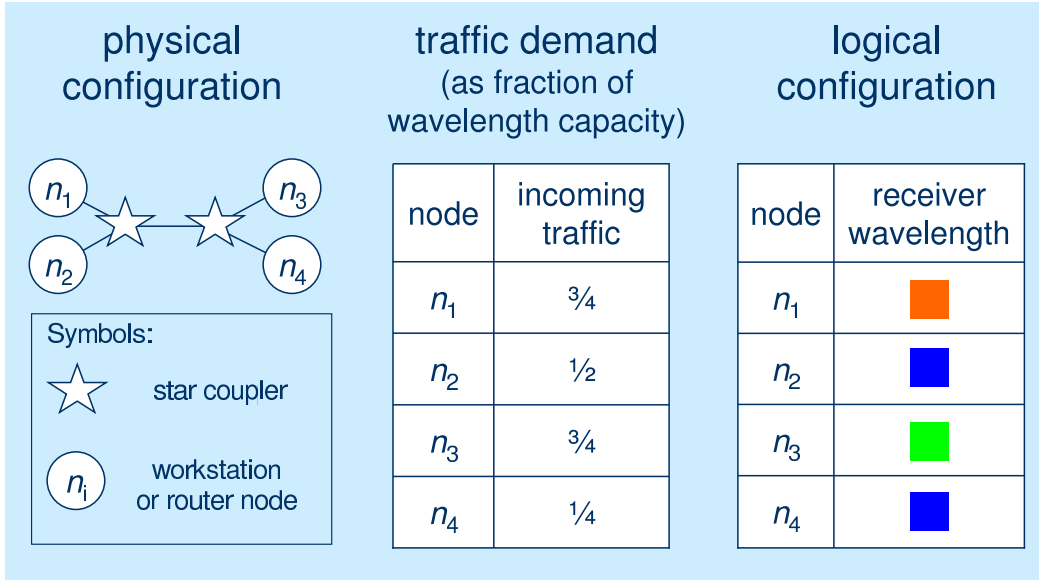 physical
configuration
n1
n2
n3
n4
Symbols:
star coupler
ni
workstation
or router node
traffic demand
(as fraction of
wavelength capacity)
node
incoming
traffic
n1 ¾
n2 ½
n3 ¾
n4 ¼
logical
configuration
node
receiver
wavelength
n1
n2
n3
n4